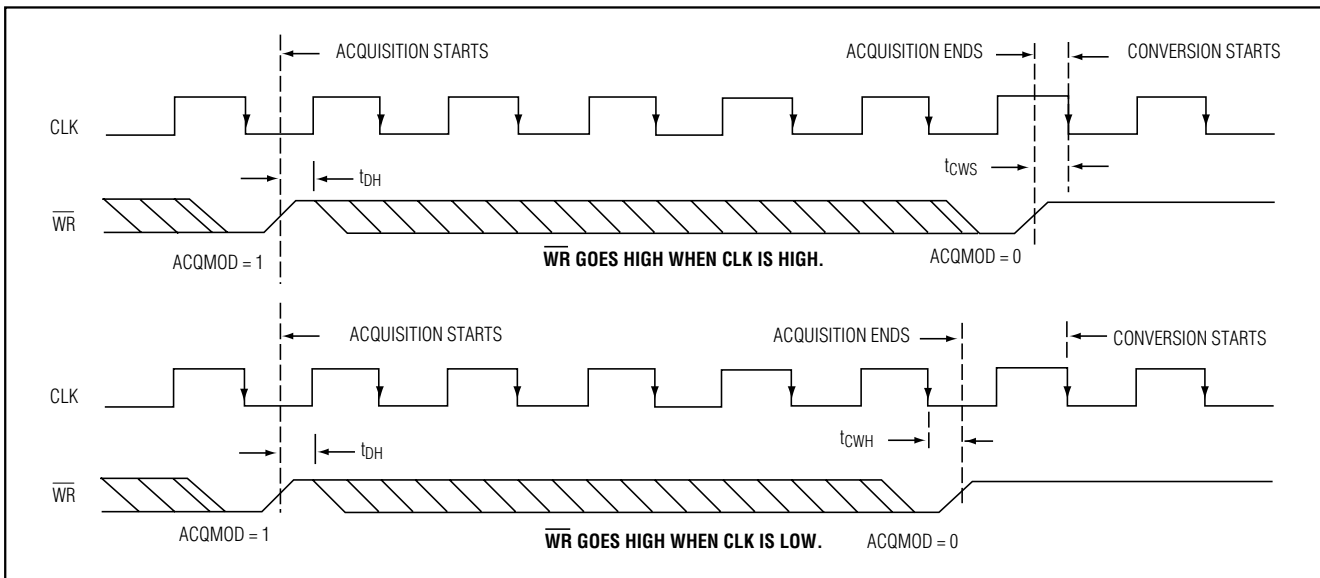 ACQUISITION STARTS
ACQUISITION ENDS
CONVERSION STARTS
CLK
tCWS
tDH
WR
ACQMOD = 1
WR GOES HIGH WHEN CLK IS HIGH.
ACQMOD = 0
ACQUISITION STARTS
ACQUISITION ENDS
CONVERSION STARTS
CLK
tCWH
tDH
WR
ACQMOD = 1
WR GOES HIGH WHEN CLK IS LOW.
ACQMOD = 0